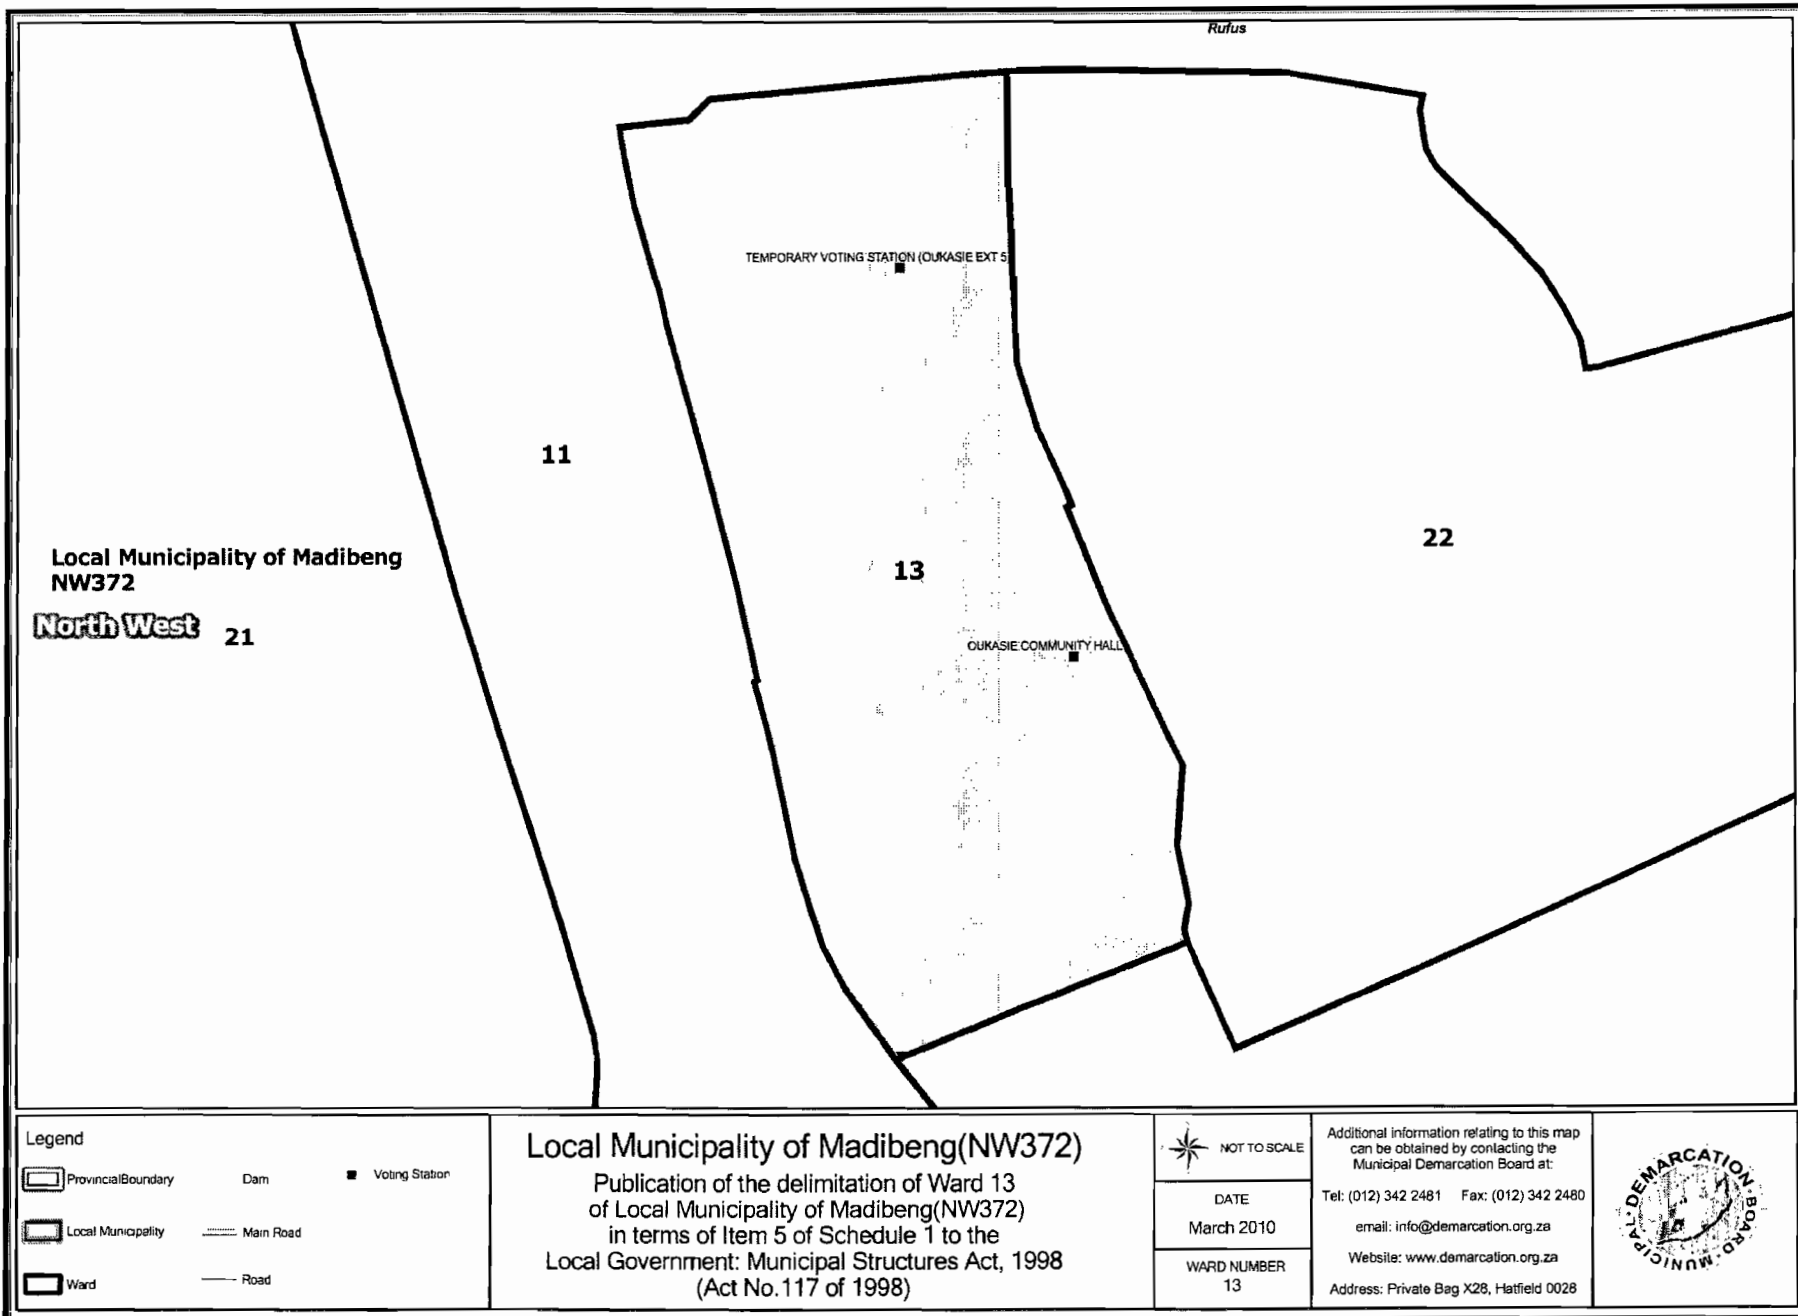 Rufus
TEMPORARY VOTING STATION (OUKASIE EXT 5
11
22
Local Municipality of Madibeng
NW372
13
North West
21
OUKASIE COMMUNITY HALL
Legend
ProvincialBoundary
Dam
Voting Station
Local Municipality
Main Road
Ward
Road
Local Municipality of Madibeng(NW372)
Publication of the delimitation of Ward 13
of Local Municipality of Madibeng(NW372)
in terms of Item 5 of Schedule 1 to the
Local Government: Municipal Structures Act, 1998
(Act No.117 of 1998)
NOT TO SCALE
DATE
March 2010
WARD NUMBER
13
Additional information relating to this map
can be obtained by contacting the
Municipal Demarcation Board at:
Tel: (012) 342 2481 Fax: (012) 342 2480
email: info@demarcation.org.za
Website: www.demarcation.org.za
Address: Private Bag X28, Hatfield 0028
MUNICIPAL · DEMARCATION · BOARD